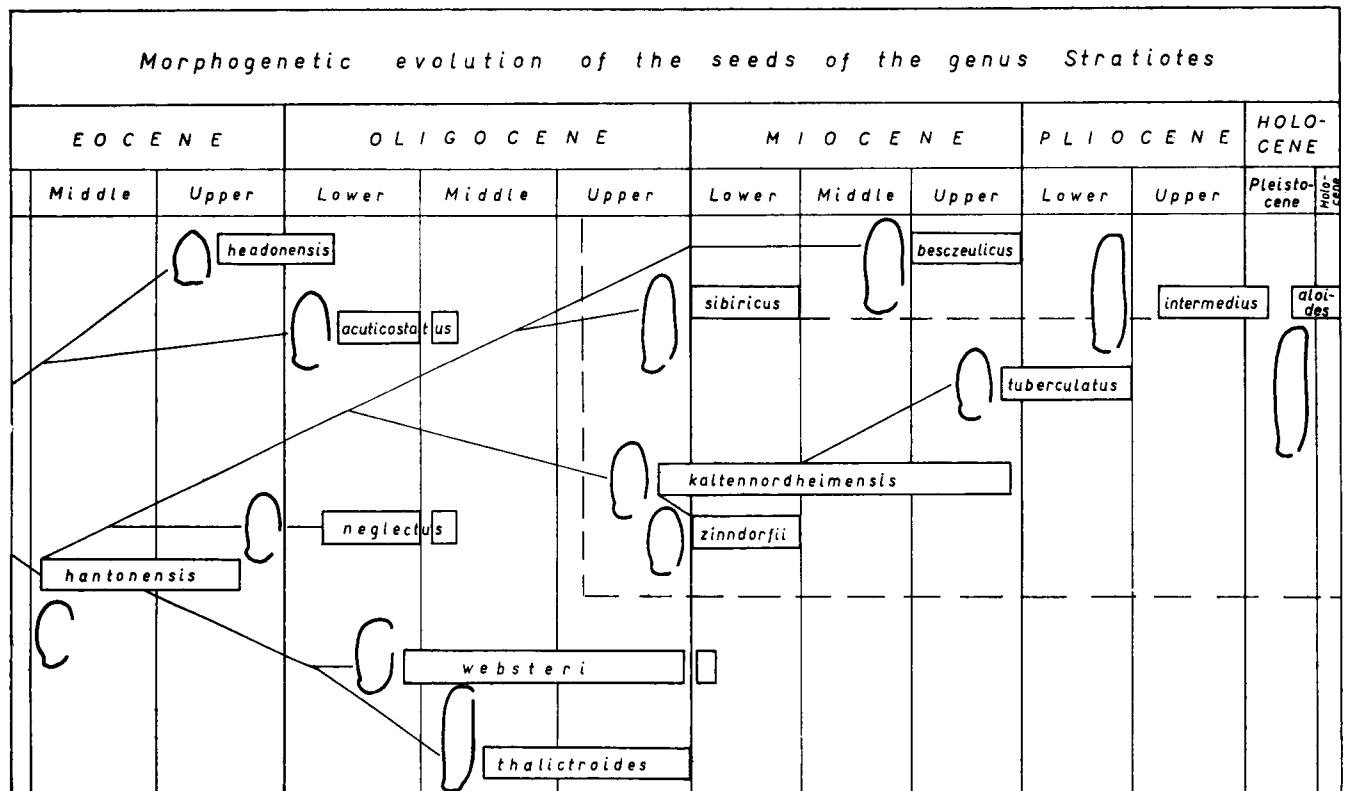 Morphogenetic evolution of the seeds of the genus Stratiotes
EOCENE OLIGOCENE MIOCENE PLIOCENE HOLO-
CENE
Middle Upper Lower Middle Upper Lower Middle Upper Lower Upper Pleisto-
cene Holo-
cene
headonensis
besczeulicus
acuticostatus
sibiricus
intermedius
aloi-
des
tuberculatus
kaltennordheimensis
neglectus
zinndorfii
hantonensis
websteri
thalictroides